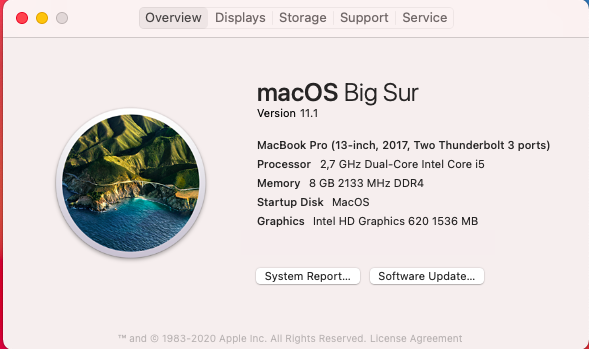 Overview Displays Storage Support Service
macOS Big Sur
Version 11.1
MacBook Pro (13-inch, 2017, Two Thunderbolt 3 ports)
Processor 2,7 GHz Dual-Core Intel Core i5
Memory 8 GB 2133 MHz DDR4
Startup Disk MacOS
Graphics Intel HD Graphics 620 1536 MB
System Report... Software Update...
™ and © 1983-2020 Apple Inc. All Rights Reserved. License Agreement